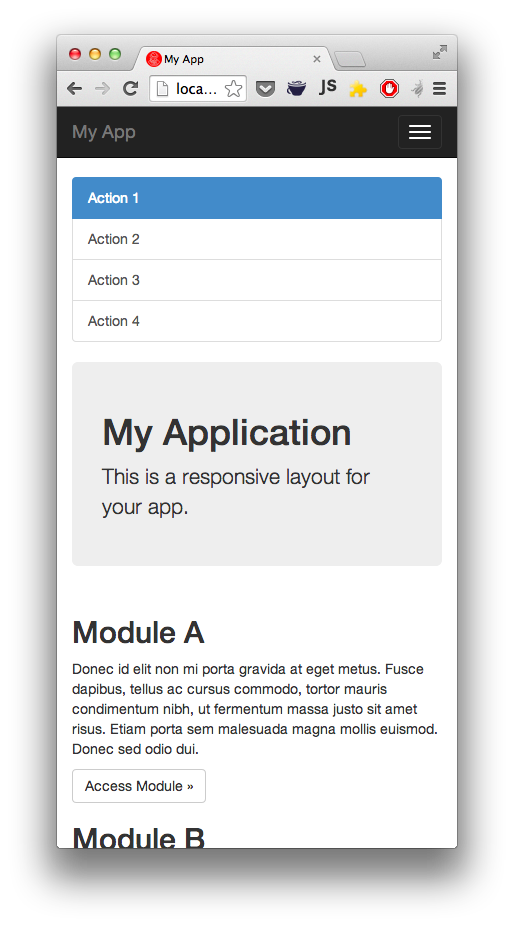 My App
loca...
JS
My App
Action 1
Action 2
Action 3
Action 4
My Application
This is a responsive layout for
your app.
Module A
Donec id elit non mi porta gravida at eget metus. Fusce
dapibus, tellus ac cursus commodo, tortor mauris
condimentum nibh, ut fermentum massa justo sit amet
risus. Etiam porta sem malesuada magna mollis euismod.
Donec sed odio dui.
Access Module »
Module B